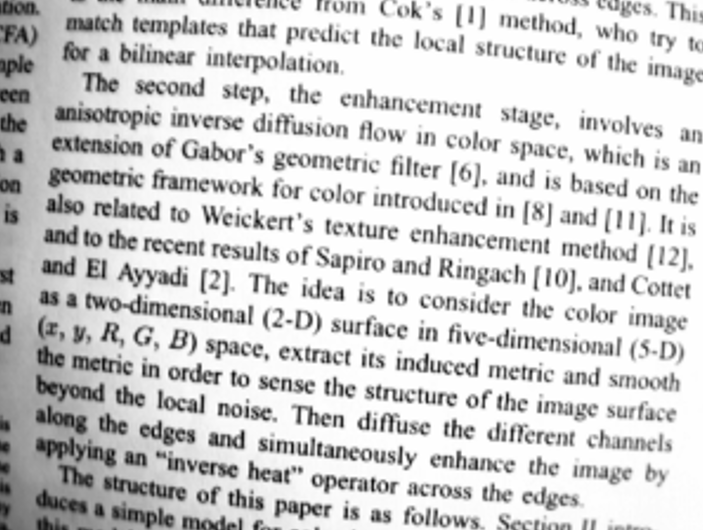 tion.
from Cok's [1] method, who try to
edges. This
FA)
match templates that predict the local structure of the image
for a bilinear interpolation.
een
The second step, the enhancement stage, involves an
the
anisotropic inverse diffusion flow in color space, which is an
a
extension of Gabor's geometric filter [6], and is based on the
on
geometric framework for color introduced in [8] and [11]. It is
is
also related to Weickert's texture enhancement method [12],
and to the recent results of Sapiro and Ringach [10], and Cottet
st
and El Ayyadi [2]. The idea is to consider the color image
as a two-dimensional (2-D) surface in five-dimensional (5-D)
d
(x, y, R, G, B) space, extract its induced metric and smooth
the metric in order to sense the structure of the image surface
beyond the local noise. Then diffuse the different channels
along the edges and simultaneously enhance the image by
applying an "inverse heat" operator across the edges.
The structure of this paper is as follows. Section II
duces a simple model